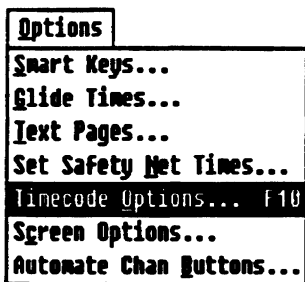 Options
Smart Keys...
Glide Times...
Text Pages...
Set Safety Net Times...
Timecode Options... F10
Screen Options...
Automate Chan Buttons...